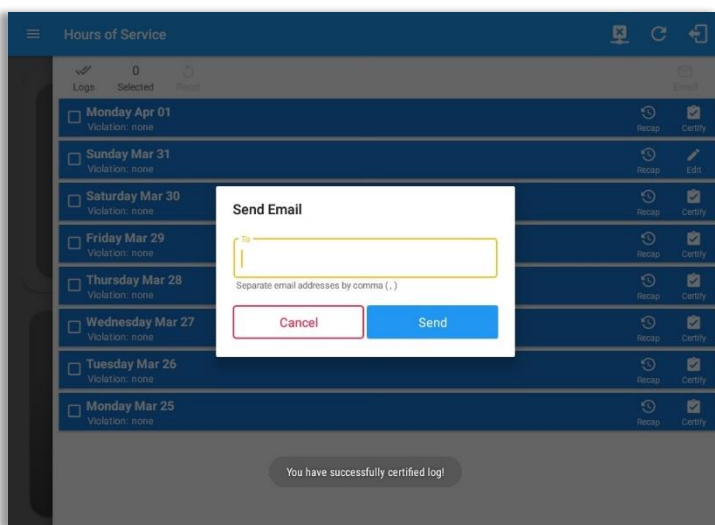 Hours of Service
0
Logs Selected Reset Email
Monday Apr 01
Violation: none
Recap Certify
Sunday Mar 31
Violation: none
Recap Edit
Saturday Mar 30
Violation: none
Recap Certify
Friday Mar 29
Violation: none
Recap Certify
Thursday Mar 28
Violation: none
Recap Certify
Wednesday Mar 27
Violation: none
Recap Certify
Tuesday Mar 26
Violation: none
Recap Certify
Monday Mar 25
Violation: none
Recap Certify
Send Email
To
Separate email addresses by comma ( , )
Cancel Send
You have successfully certified log!